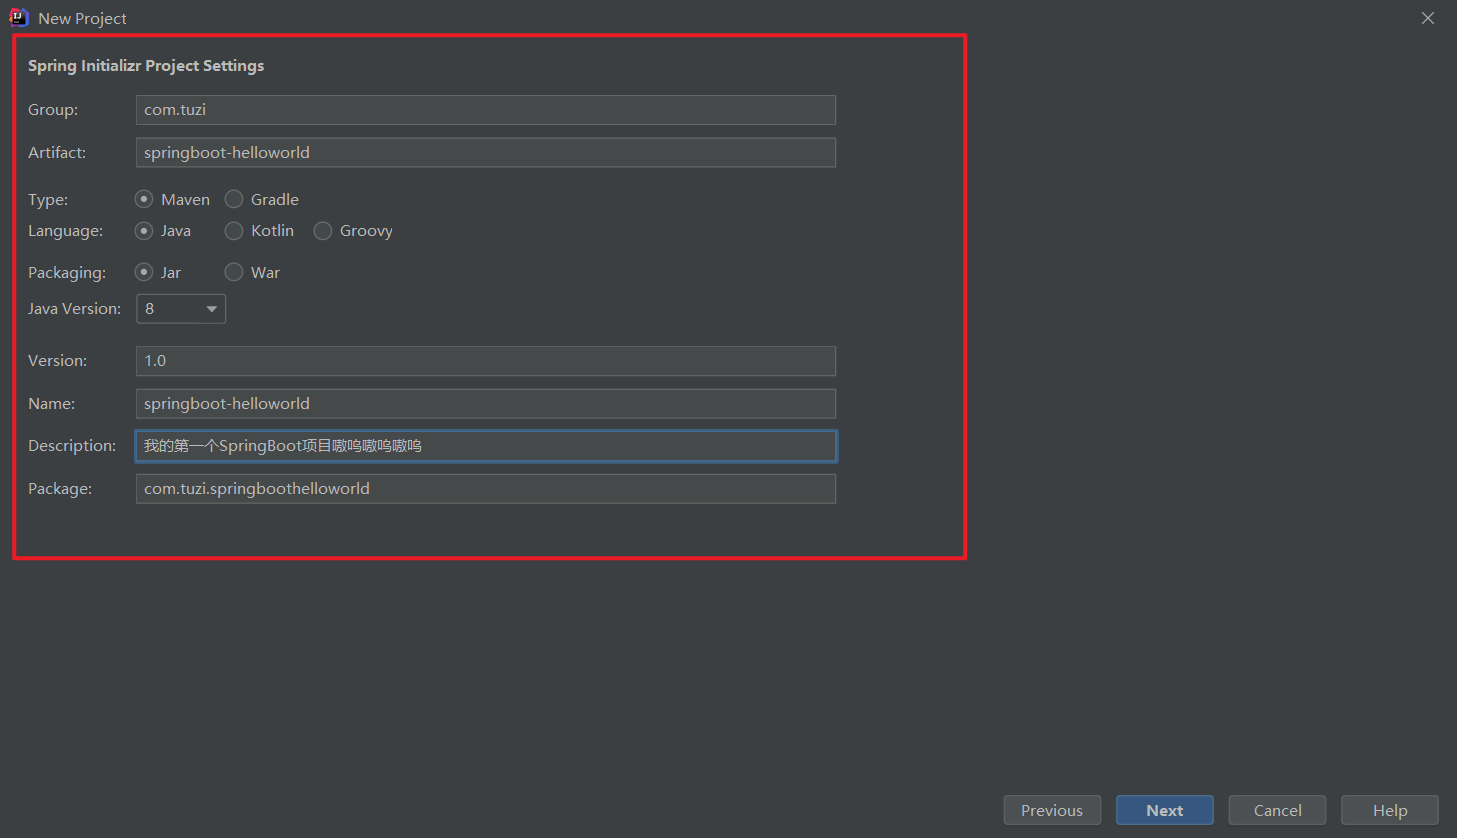 New Project
Spring Initializr Project Settings
Group: com.tuzi
Artifact: springboot-helloworld
Type: Maven Gradle
Language: Java Kotlin Groovy
Packaging: Jar War
Java Version: 8
Version: 1.0
Name: springboot-helloworld
Description: 我的第一个SpringBoot项目嗷呜嗷呜嗷呜
Package: com.tuzi.springboothelloworld
Previous Next Cancel Help